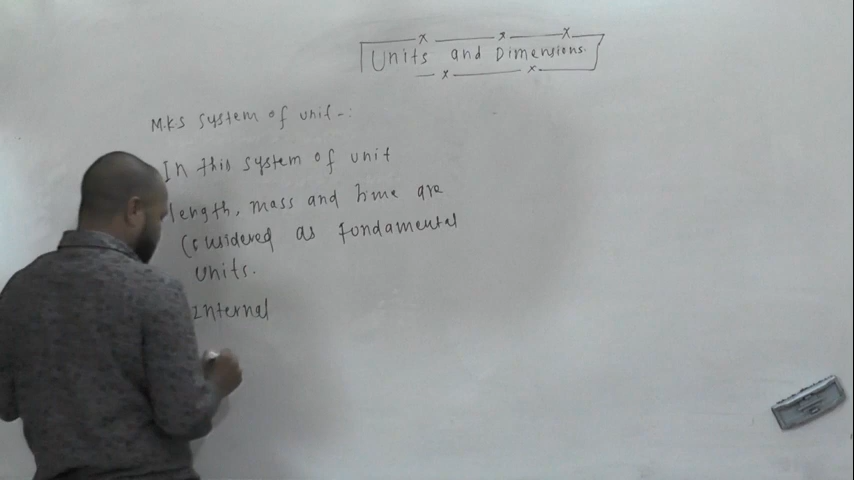 Units and Dimensions.
M.K.S system of unit-:
In this system of unit
length, mass and time are
considered as fundamental
units.
Internal